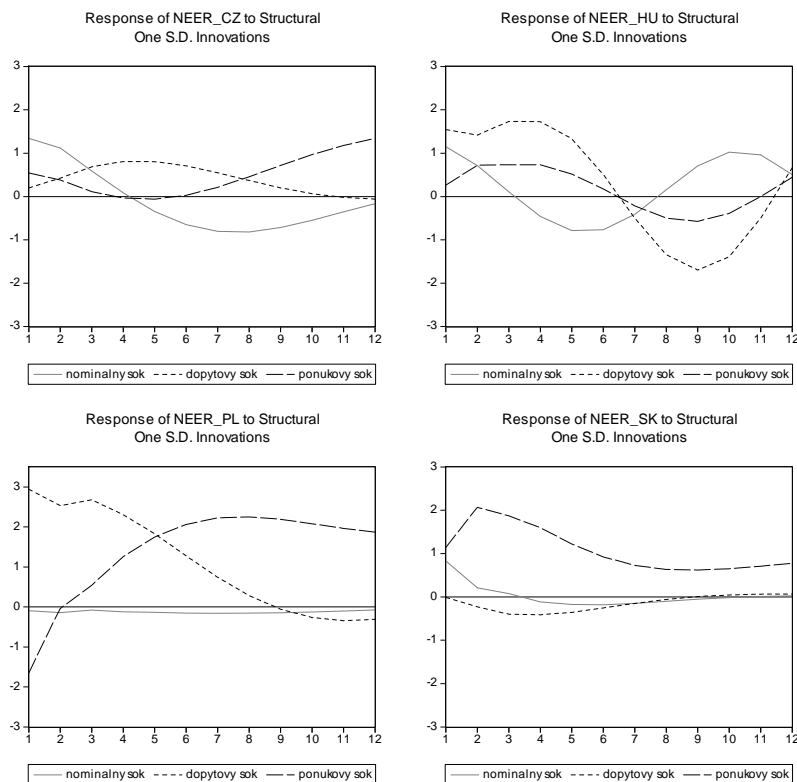 Response of NEER_CZ to Structural
One S.D. Innovations
3
2
1
0
-1
-2
-3
1 2 3 4 5 6 7 8 9 10 11 12
nominalny sok dopytovy sok ponukovy sok
Response of NEER_HU to Structural
One S.D. Innovations
3
2
1
0
-1
-2
-3
1 2 3 4 5 6 7 8 9 10 11 12
nominalny sok dopytovy sok ponukovy sok
Response of NEER_PL to Structural
One S.D. Innovations
3
2
1
0
-1
-2
-3
1 2 3 4 5 6 7 8 9 10 11 12
nominalny sok dopytovy sok ponukovy sok
Response of NEER_SK to Structural
One S.D. Innovations
3
2
1
0
-1
-2
-3
1 2 3 4 5 6 7 8 9 10 11 12
nominalny sok dopytovy sok ponukovy sok